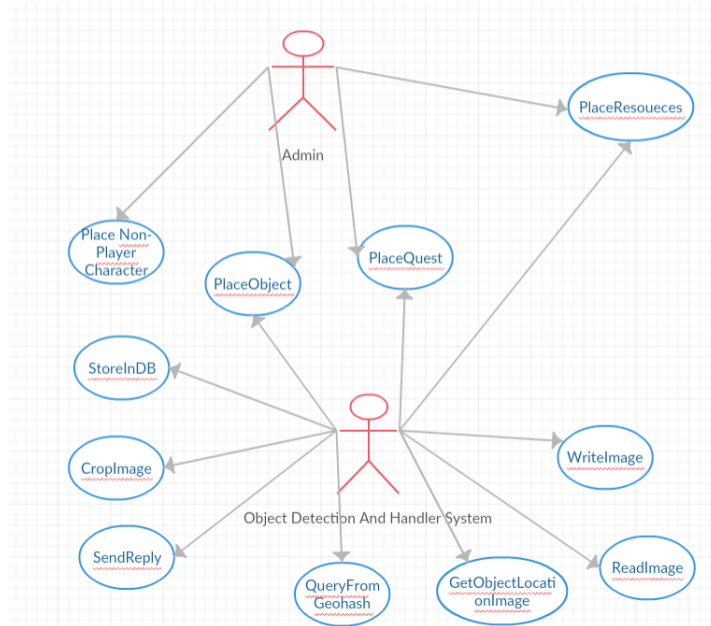 PlaceResoueces
Admin
Place Non-
Player
Character
PlaceQuest
PlaceObject
StoreInDB
WriteImage
CropImage
Object Detection And Handler System
SendReply
ReadImage
QueryFrom
Geohash
GetObjectLocati
onImage